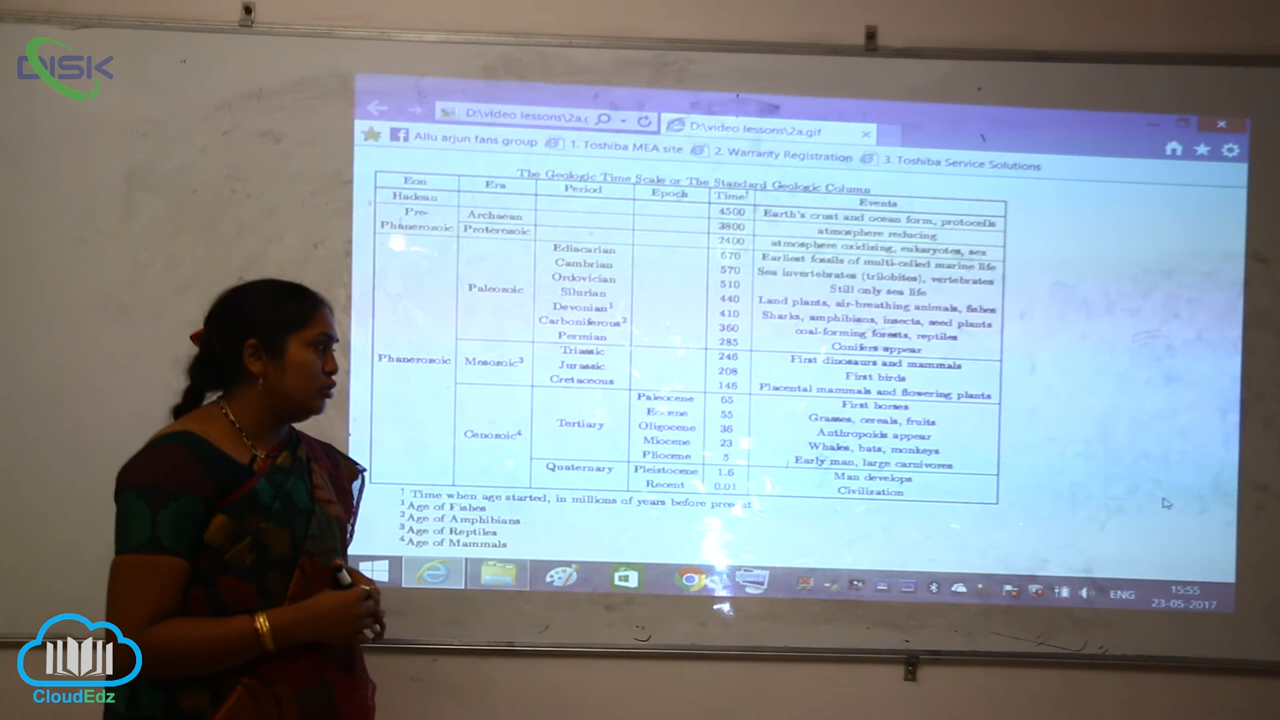 DISK
D:\video lessons\2a.g
D:\video lessons\2a.gif
Allu arjun fans group
1. Toshiba MEA site
2. Warranty Registration
3. Toshiba Service Solutions
The Geologic Time Scale or The Standard Geologic Column
Eon Era Period Epoch Time† Events
Hadean 4500 Earth's crust and ocean form, protocells
Pre-Phanerozoic Archaean 3800 atmosphere reducing
Proterozoic 2400 atmosphere oxidizing, eukaryotes, sex
Phanerozoic Paleozoic Ediacarian 670 Earliest fossils of multi-celled marine life
Cambrian 570 Sea invertebrates (trilobites), vertebrates
Ordovician 510 Still only sea life
Silurian 440 Land plants, air-breathing animals, fishes
Devonian¹ 410 Sharks, amphibians, insects, seed plants
Carboniferous² 360 coal-forming forests, reptiles
Permian 285 Conifers appear
Mesozoic³ Triassic 246 First dinosaurs and mammals
Jurassic 208 First birds
Cretaceous 146 Placental mammals and flowering plants
Cenozoic⁴ Tertiary Paleocene 65 First horses
Eocene 55 Grasses, cereals, fruits
Oligocene 36 Anthropoids appear
Miocene 23 Whales, bats, monkeys
Pliocene 5 Early man, large carnivores
Quaternary Pleistocene 1.6 Man develops
Recent 0.01 Civilization
† Time when age started, in millions of years before present
¹ Age of Fishes
² Age of Amphibians
³ Age of Reptiles
⁴ Age of Mammals
ENG
15:55
23-05-2017
CloudEdz